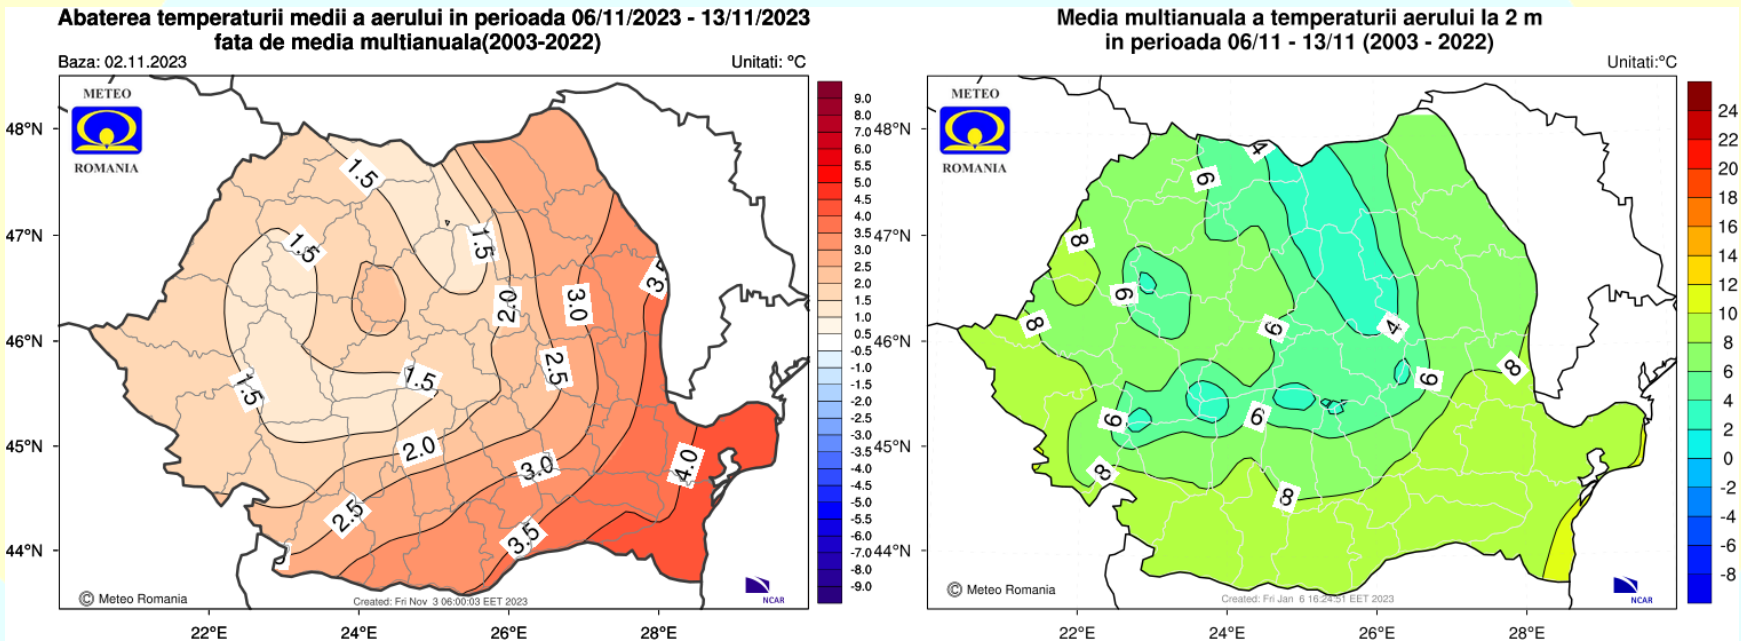 Abaterea temperaturii medii a aerului in perioada 06/11/2023 - 13/11/2023
fata de media multianuala(2003-2022)
Baza: 02.11.2023
Unitati: °C
METEO
ROMANIA
48°N
47°N
46°N
45°N
44°N
22°E
24°E
26°E
28°E
1.5
1.5
1.5
2.5
3.0
1.5
1.5
2.0
3.0
4.0
2.5
3.5
9.0
8.0
7.0
6.0
5.5
5.0
4.5
4.0
3.5
3.0
2.5
2.0
1.5
1.0
0.5
-0.5
-1.0
-1.5
-2.0
-2.5
-3.0
-3.5
-4.0
-4.5
-5.0
-5.5
-6.0
-7.0
-8.0
-9.0
© Meteo Romania
Created: Fri Nov 3 06:00:03 EET 2023
NCAR
Media multianuala a temperaturii aerului la 2 m
in perioada 06/11 - 13/11 (2003 - 2022)
Unitati:°C
METEO
ROMANIA
48°N
47°N
46°N
45°N
44°N
22°E
24°E
26°E
28°E
4
6
8
6
8
6
4
8
6
6
6
8
8
24
22
20
18
16
14
12
10
8
6
4
2
0
-2
-4
-6
-8
© Meteo Romania
Created: Fri Jan 6 16:24:51 EET 2023
NCAR